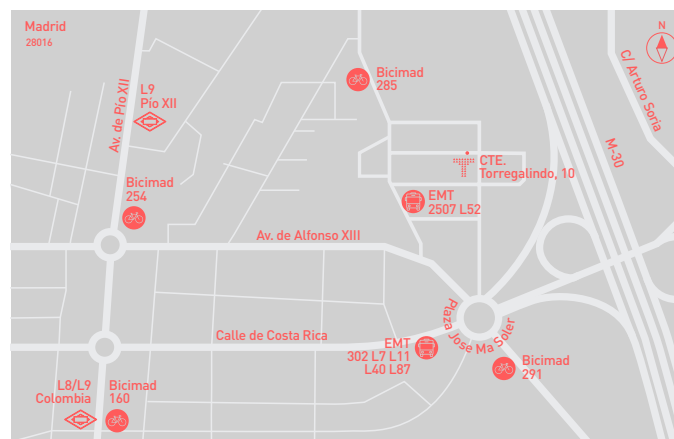 Madrid
28016
N
Bicimad
285
C/ Arturo Soria
L9
Pío XII
Av. de Pío XII
M-30
CTE.
Torregalindo, 10
Bicimad
254
EMT
2507 L52
Av. de Alfonso XIII
Plaza Jose Ma Soler
Calle de Costa Rica
EMT
302 L7 L11
L40 L87
Bicimad
291
L8/L9
Colombia
Bicimad
160